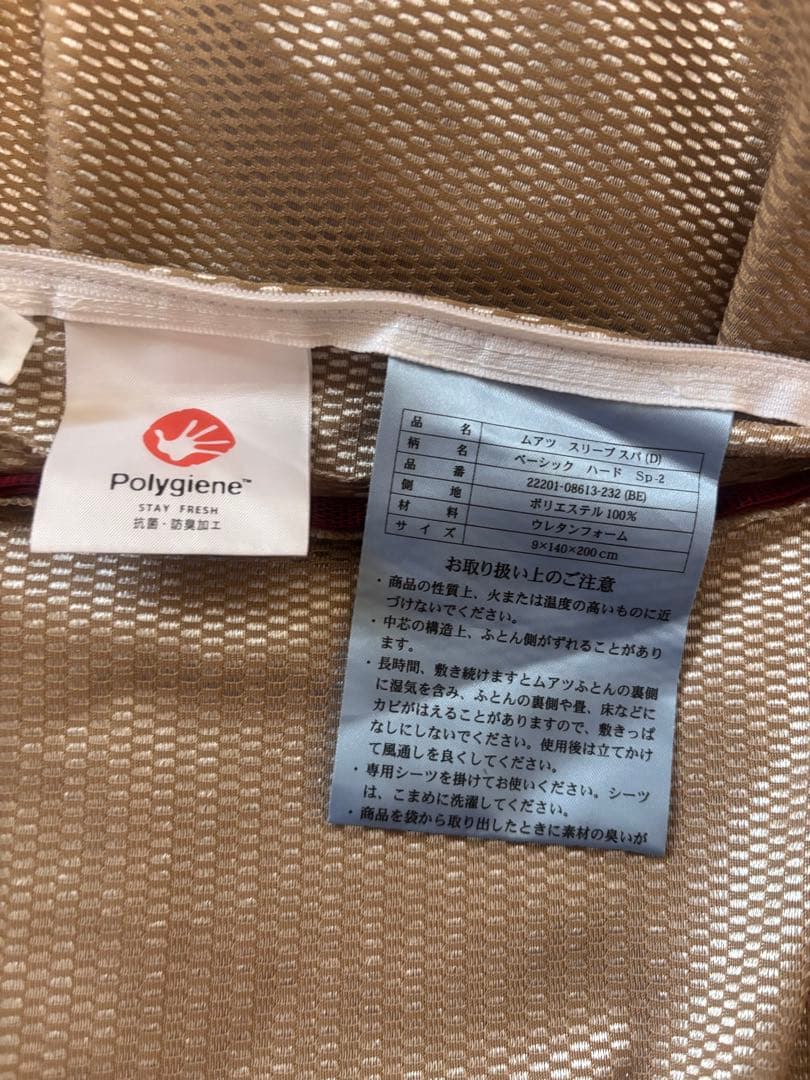 Polygiene™
STAY FRESH
抗菌・防臭加工
品 名 ムアツ スリープ スパ (D)
柄 名 ベーシック ハード Sp-2
品 番 22201-08613-232 (BE)
側 地 ポリエステル 100%
材 料 ウレタンフォーム
サ イ ズ 9×140×200cm
お取り扱い上のご注意
・商品の性質上、火または温度の高いものに近
づけないでください。
・中芯の構造上、ふとん側がずれることがあり
ます。
・長時間、敷き続けますとムアツふとんの裏側
に湿気を含み、ふとんの裏側や畳、床などに
カビがはえることがありますので、敷きっぱ
なしにしないでください。使用後は立てかけ
て風通しを良くしてください。
・専用シーツを掛けてお使いください。シーツ
は、こまめに洗濯してください。
・商品を袋から取り出したときに素材の臭いが